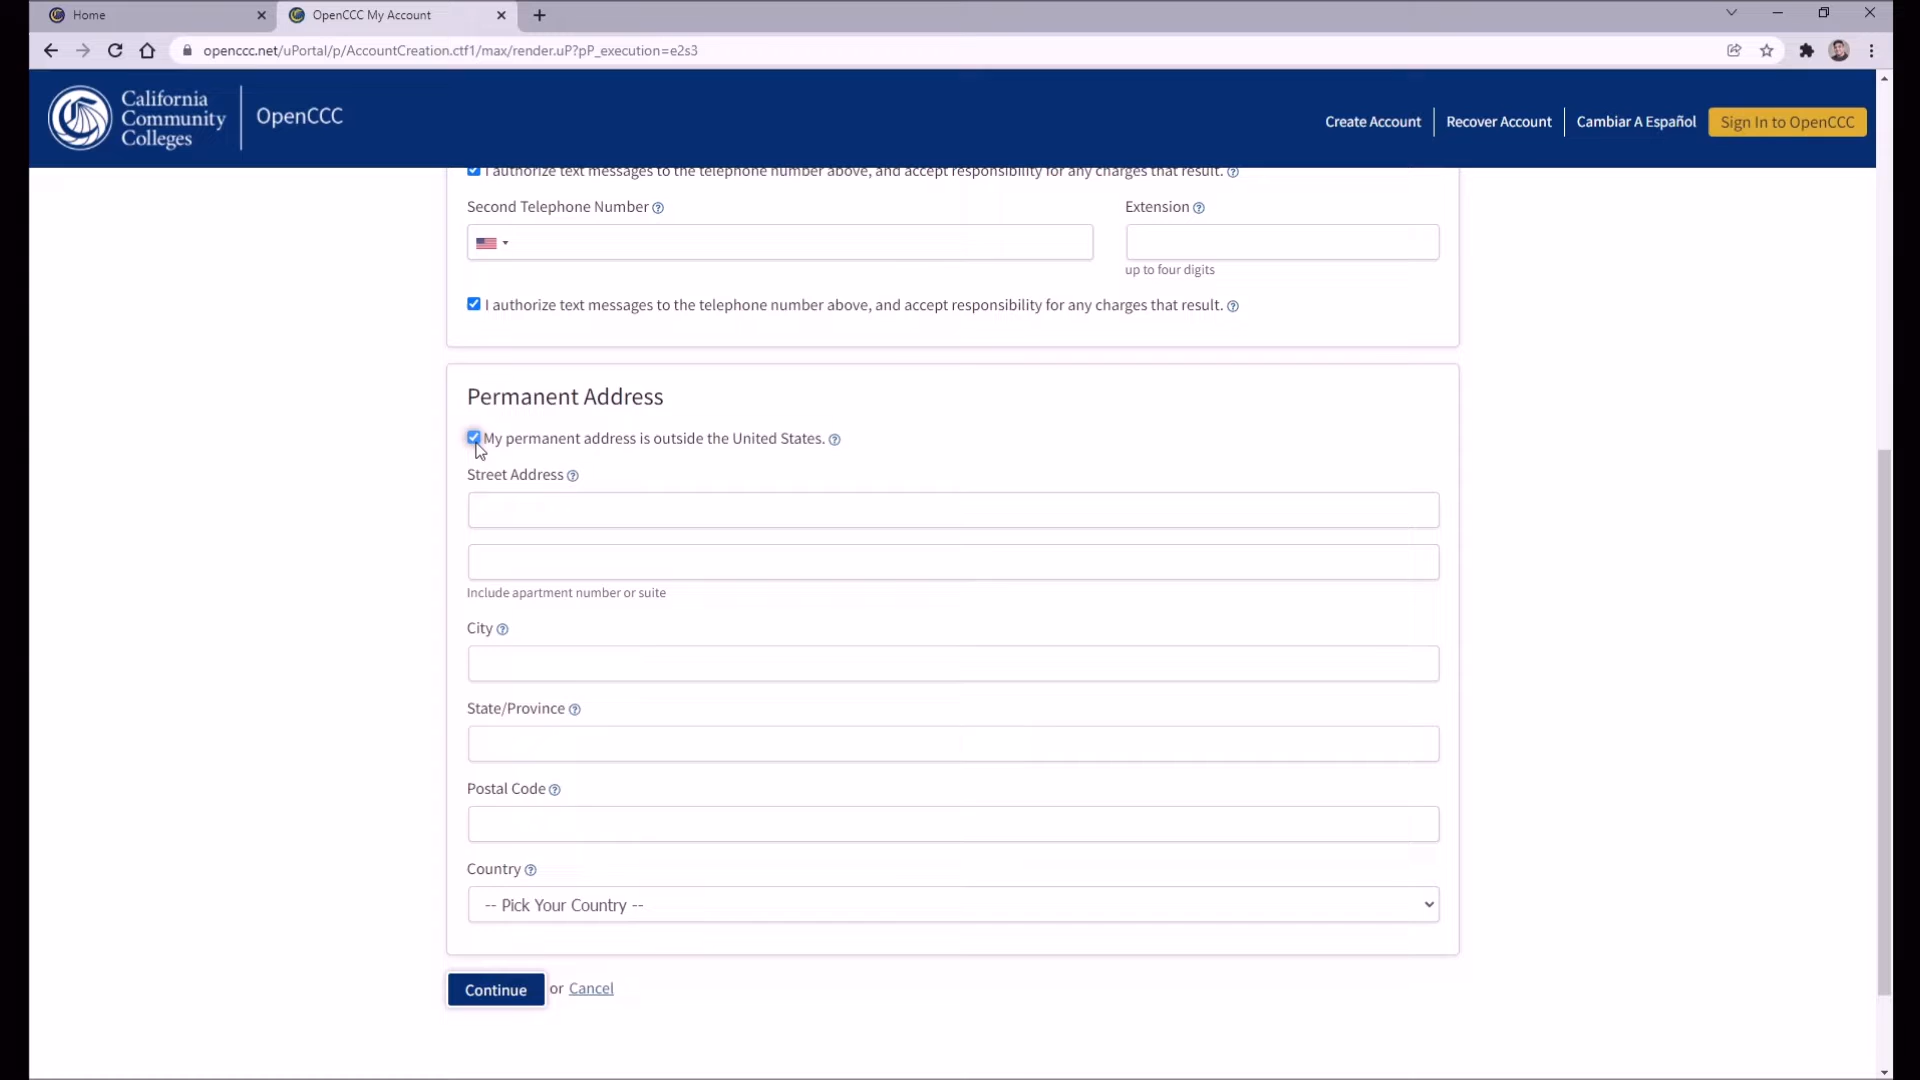 Home
OpenCCC My Account
openccc.net/uPortal/p/AccountCreation.ctf1/max/render.uP?pP_execution=e2s3
California
Community
Colleges
OpenCCC
Create Account
Recover Account
Cambiar A Español
Sign In to OpenCCC
I authorize text messages to the telephone number above, and accept responsibility for any charges that result.
Second Telephone Number
Extension
up to four digits
I authorize text messages to the telephone number above, and accept responsibility for any charges that result.
Permanent Address
My permanent address is outside the United States.
Street Address
Include apartment number or suite
City
State/Province
Postal Code
Country
-- Pick Your Country --
Continue or Cancel